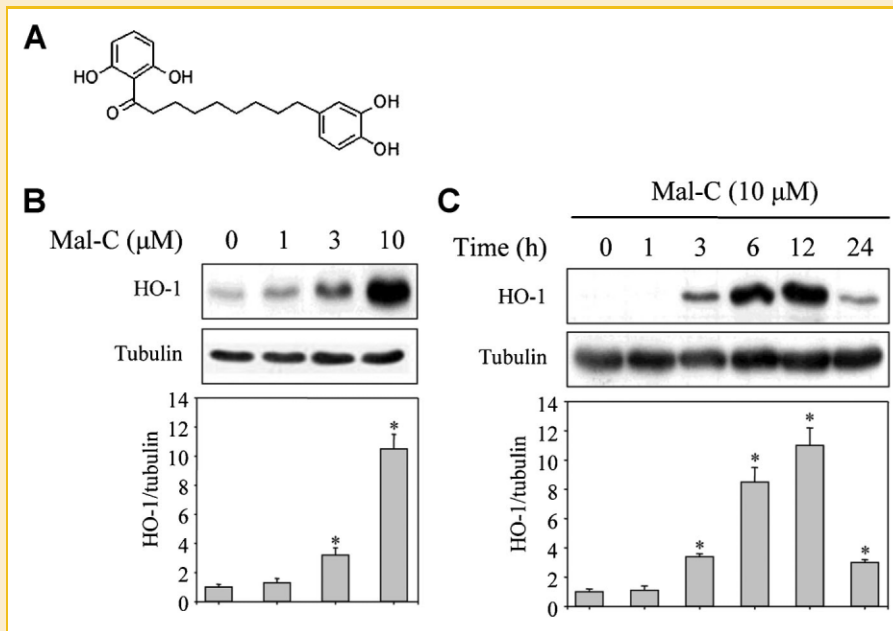 A
HO
OH
O
OH
OH
B
Mal-C (μM) 0 1 3 10
HO-1
Tubulin
14
12
10
8
6
4
2
0
HO-1/tubulin
*
*
C
Mal-C (10 μM)
Time (h) 0 1 3 6 12 24
HO-1
Tubulin
14
12
10
8
6
4
2
0
HO-1/tubulin
*
*
*
*